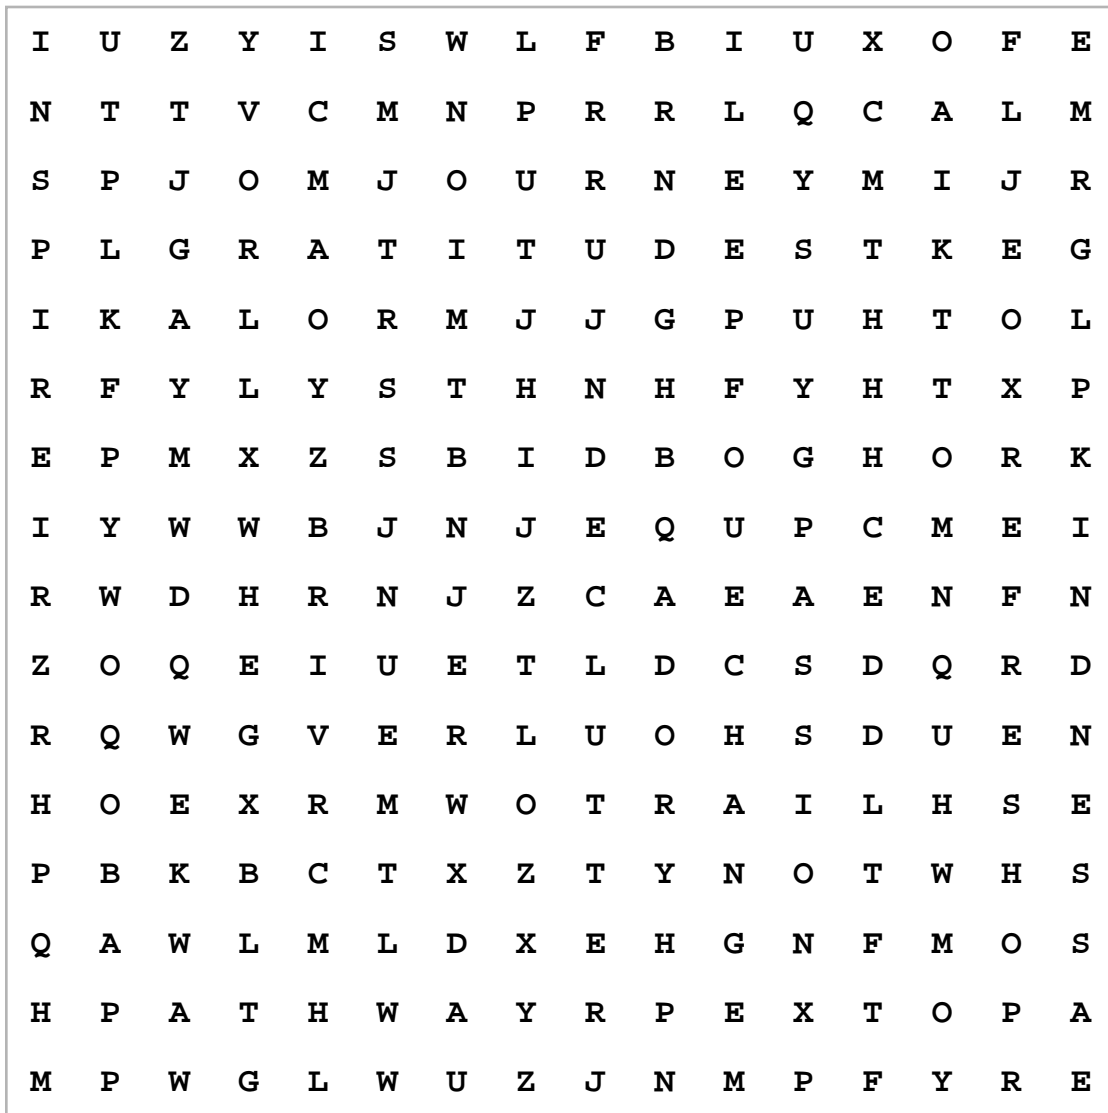 I U Z Y I S W L F B I U X O F E
N T T V C M N P R R L Q C A L M
S P J O M J O U R N E Y M I J R
P L G R A T I T U D E S T K E G
I K A L O R M J J G P U H T O L
R F Y L Y S T H N H F Y H T X P
E P M X Z S B I D B O G H O R K
I Y W W B J N J E Q U P C M E I
R W D H R N J Z C A E A E N F N
Z O Q E I U E T L D C S D Q R D
R Q W G V E R L U O H S D U E N
H O E X R M W O T R A I L H S E
P B K B C T X Z T Y N O T W H S
Q A W L M L D X E H G N F M O S
H P A T H W A Y R P E X T O P A
M P W G L W U Z J N M P F Y R E